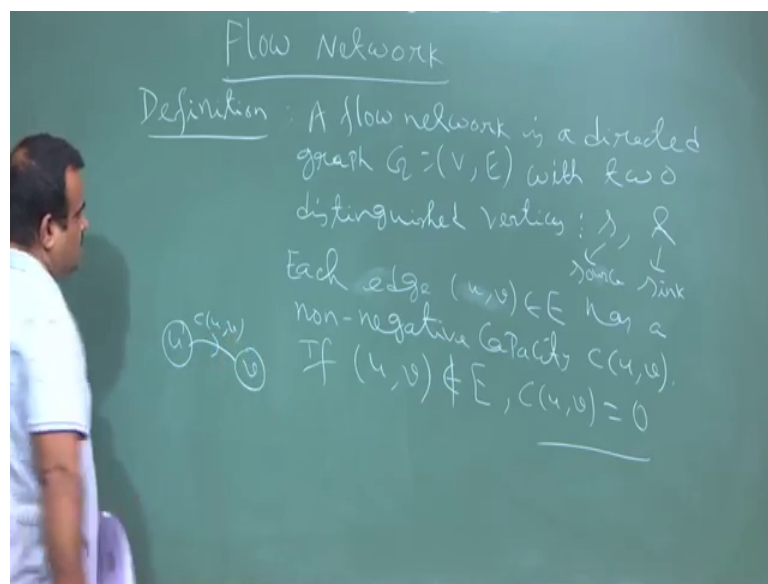 Flow Network
Definition : A flow network is a directed
graph G = (V, E) with two
distinguished vertices : s, t
source sink
Each edge (u,v) ∈ E has a
non-negative Capacity C(u,v).
If (u,v) ∉ E, C(u,v) = 0
C(u,v)
u
v